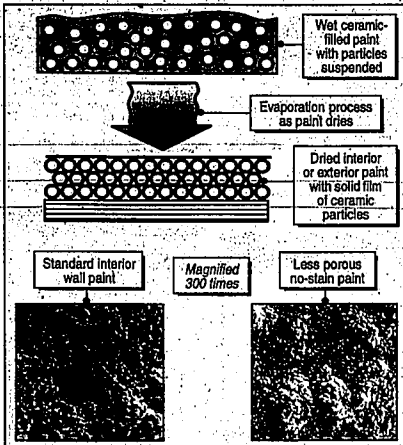 Wet ceramic-
filled paint
with particles
suspended
Evaporation process
as paint dries
Dried interior
or exterior paint
with solid film
of ceramic
particles
Standard interior
wall paint
Magnified
300 times
Less porous
no-stain paint